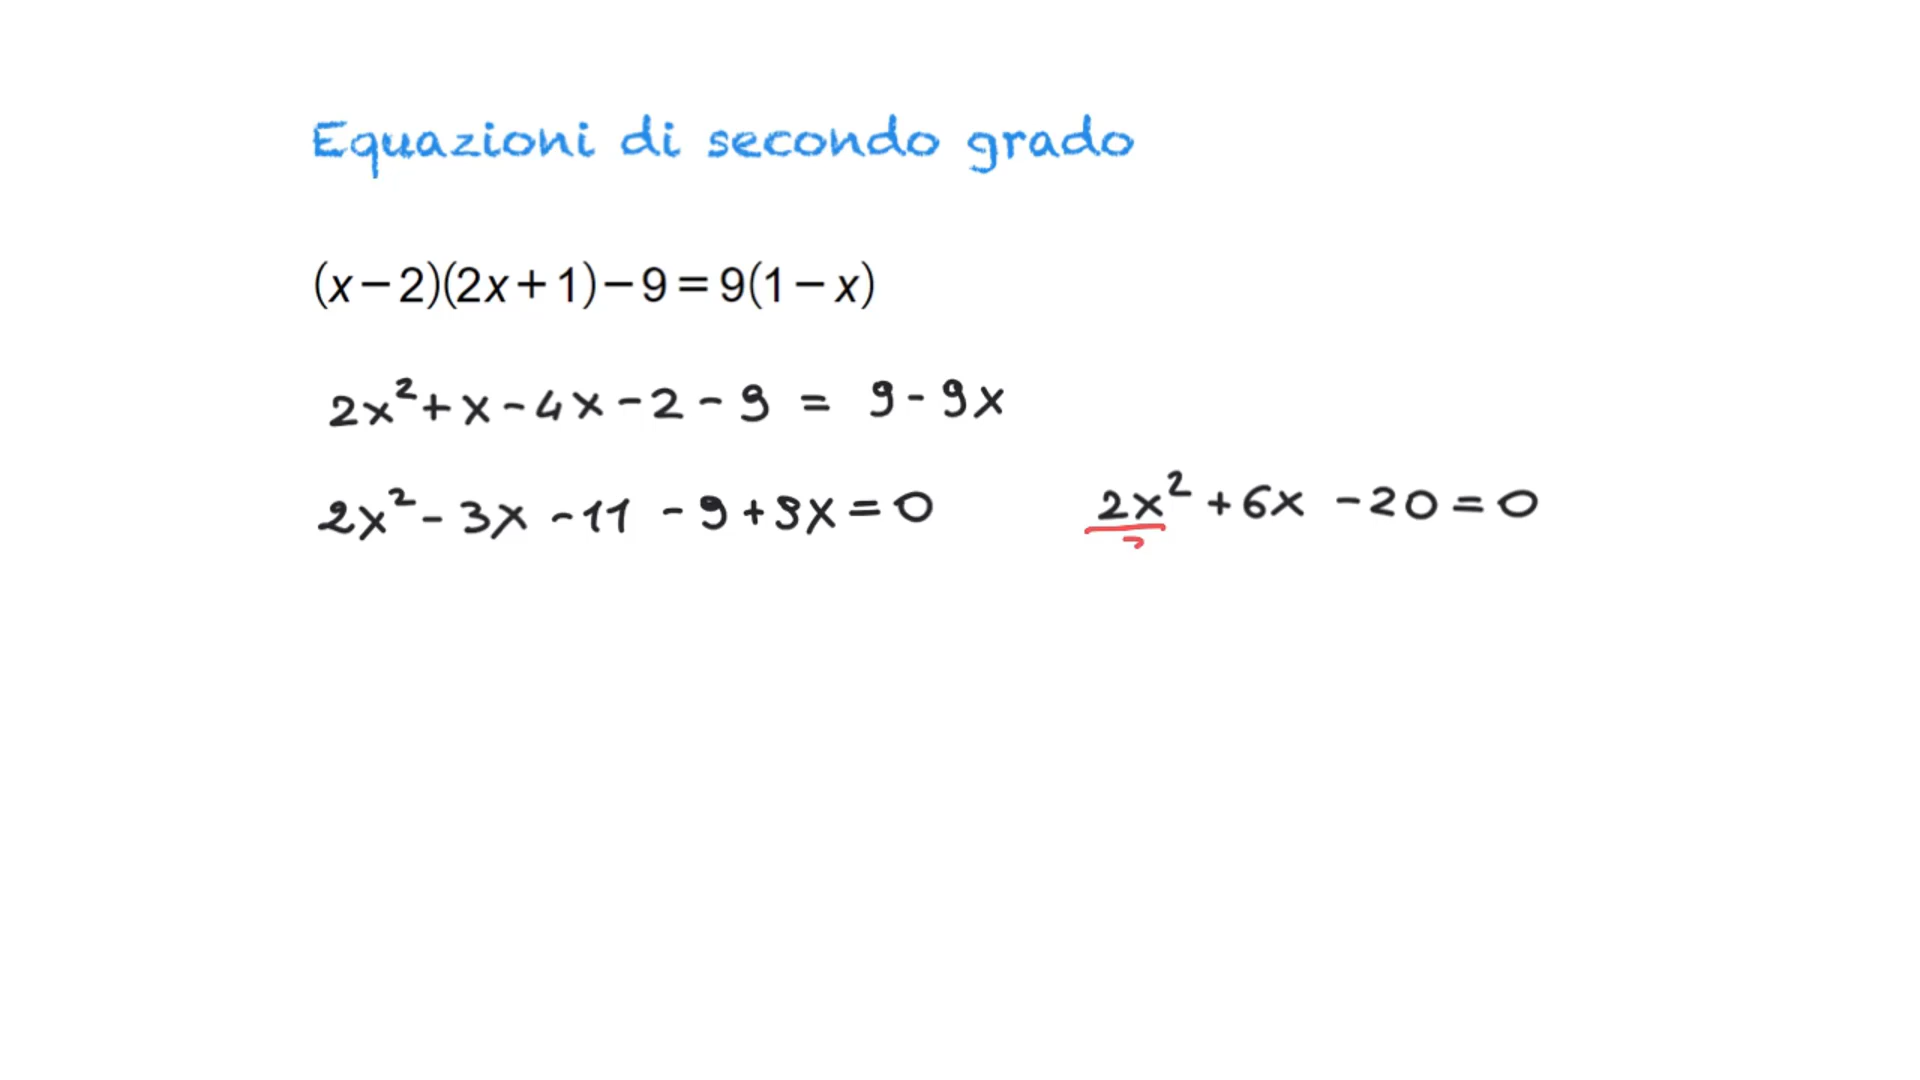 Equazioni di secondo grado
(x−2)(2x+1)−9=9(1−x)
2x²+x-4x-2-9 = 9-9x
2x²-3x-11-9+9x=0
2x²+6x-20=0